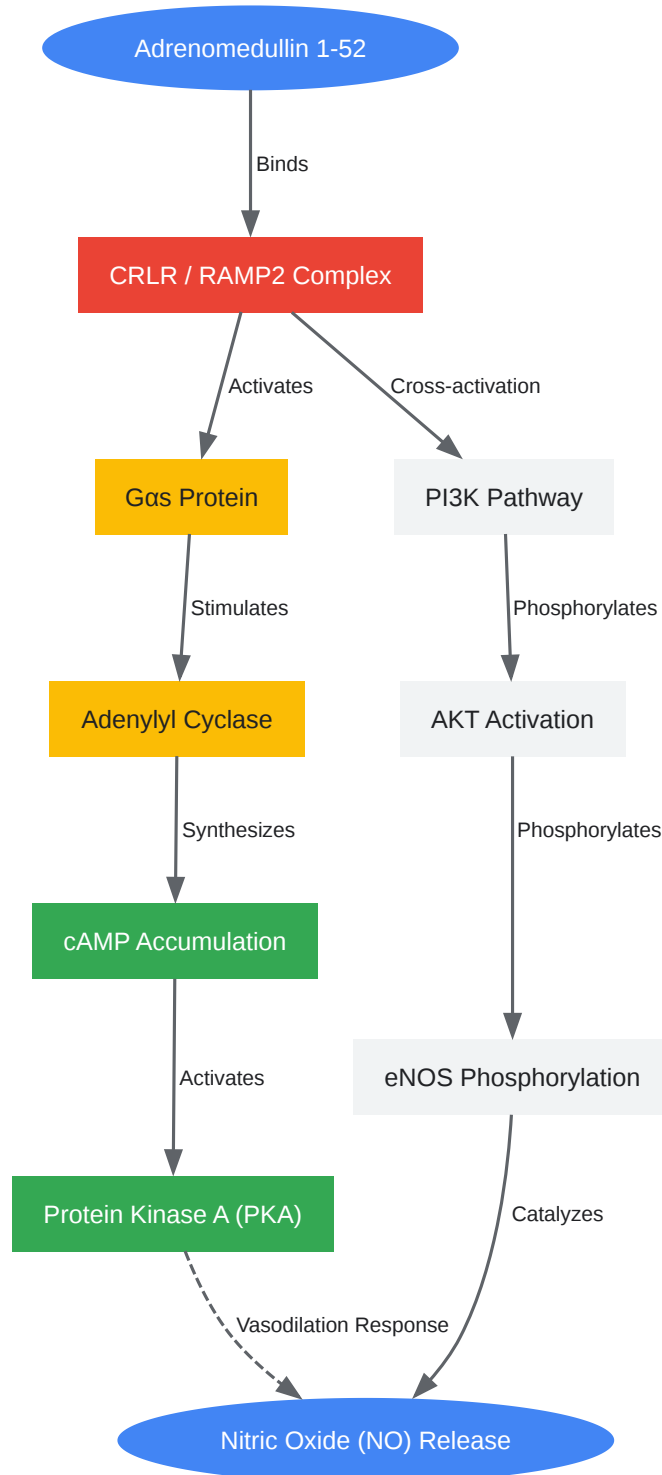 Adrenomedullin 1-52
Binds
CRLR / RAMP2 Complex
Activates
Cross-activation
Gαs Protein
PI3K Pathway
Stimulates
Phosphorylates
Adenylyl Cyclase
AKT Activation
Synthesizes
Phosphorylates
cAMP Accumulation
Activates
eNOS Phosphorylation
Protein Kinase A (PKA)
Catalyzes
Vasodilation Response
Nitric Oxide (NO) Release